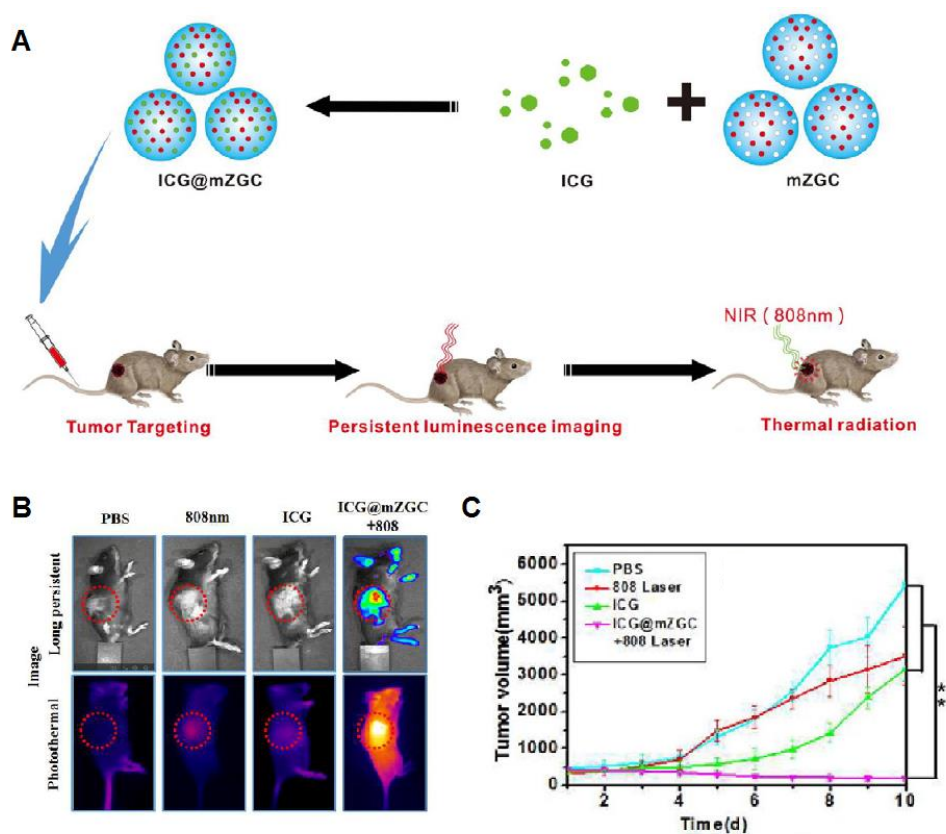 A
ICG@mZGC
ICG
mZGC
NIR ( 808nm )
Tumor Targeting
Persistent luminescence imaging
Thermal radiation
B
PBS
808nm
ICG
ICG@mZGC
+808
Image
Long persistent
Photothermal
C
Tumor volume(mm³)
6000
5000
4000
3000
2000
1000
0
PBS
808 Laser
ICG
ICG@mZGC
+808 Laser
**
2
4
6
8
10
Time(d)